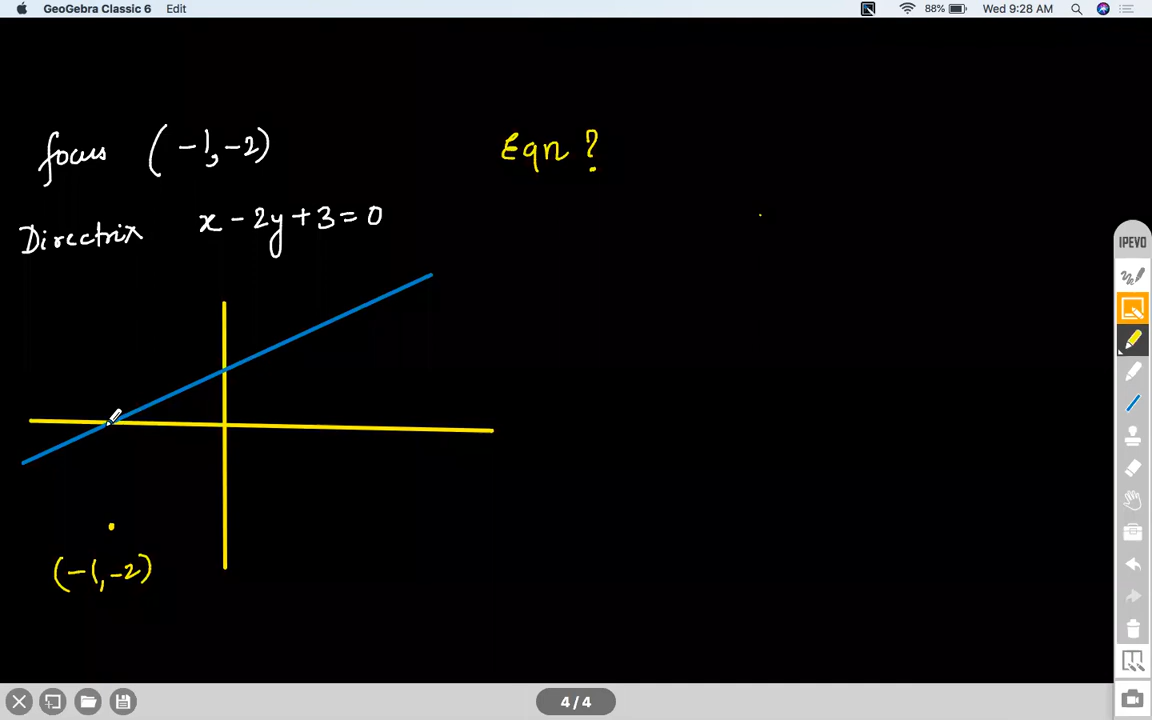 GeoGebra Classic 6 Edit 88% Wed 9:28 AM
focus (-1,-2) Eqn ?
Directrix x - 2y + 3 = 0
IPEVO
(-1,-2)
4 / 4